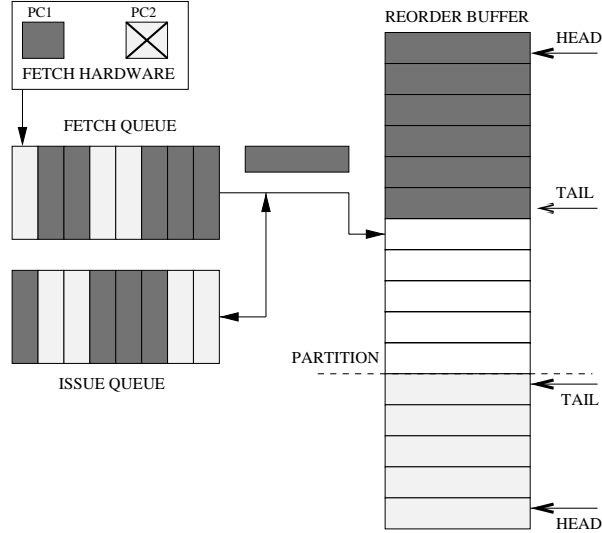 PC1
PC2
FETCH HARDWARE
FETCH QUEUE
ISSUE QUEUE
REORDER BUFFER
HEAD
TAIL
PARTITION
TAIL
HEAD